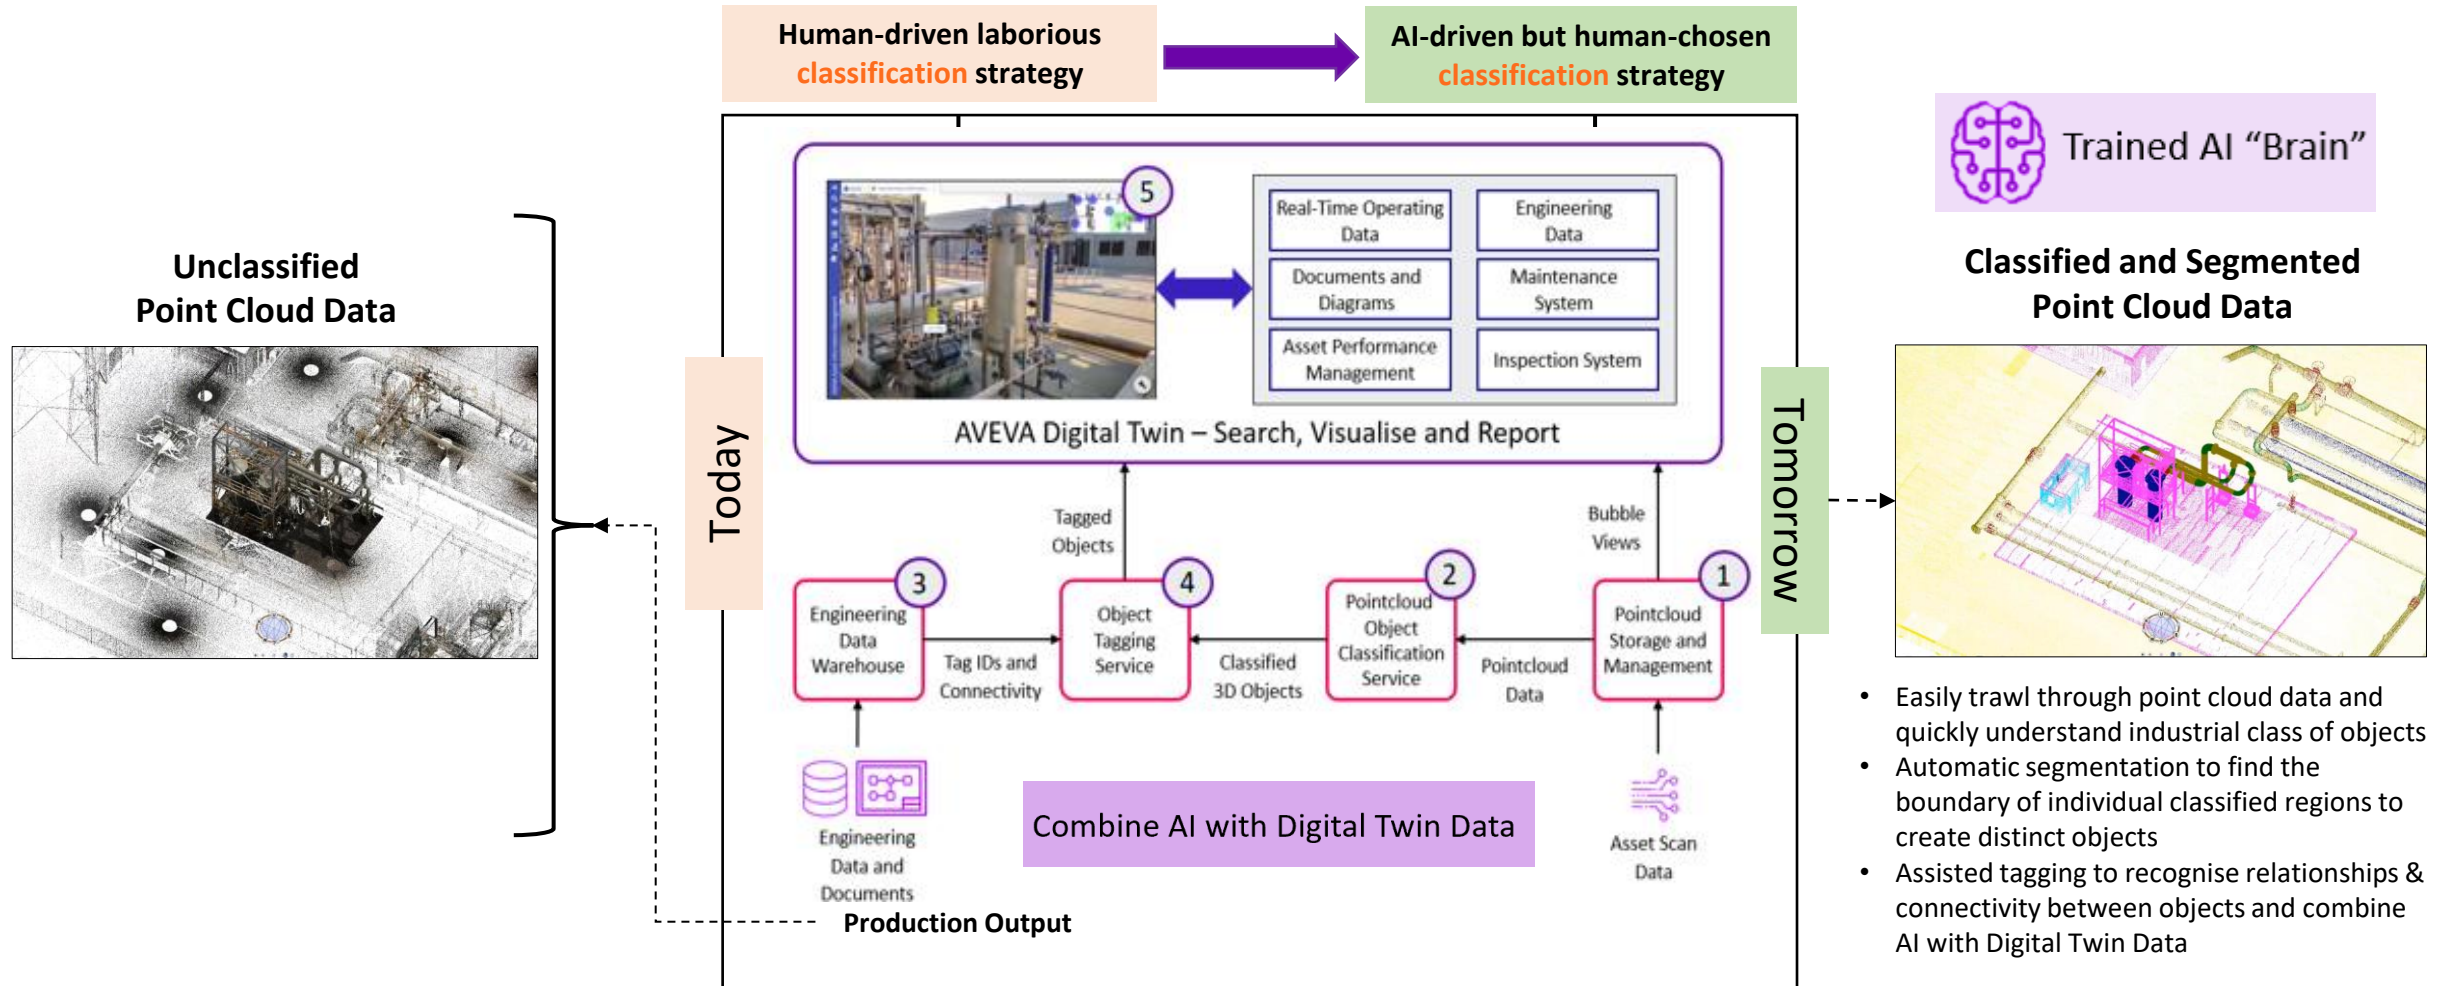 Human-driven laborious
classification strategy
AI-driven but human-chosen
classification strategy
Unclassified
Point Cloud Data
Today
5
Real-Time Operating
Data
Engineering
Data
Documents and
Diagrams
Maintenance
System
Asset Performance
Management
Inspection System
AVEVA Digital Twin – Search, Visualise and Report
Tagged
Objects
Bubble
Views
3
Engineering
Data
Warehouse
Tag IDs and
Connectivity
4
Object
Tagging
Service
Classified
3D Objects
2
Pointcloud
Object
Classification
Service
Pointcloud
Data
1
Pointcloud
Storage and
Management
Engineering
Data and
Documents
Combine AI with Digital Twin Data
Asset Scan
Data
Production Output
Tomorrow
Trained AI “Brain”
Classified and Segmented
Point Cloud Data
• Easily trawl through point cloud data and
quickly understand industrial class of objects
• Automatic segmentation to find the
boundary of individual classified regions to
create distinct objects
• Assisted tagging to recognise relationships &
connectivity between objects and combine
AI with Digital Twin Data